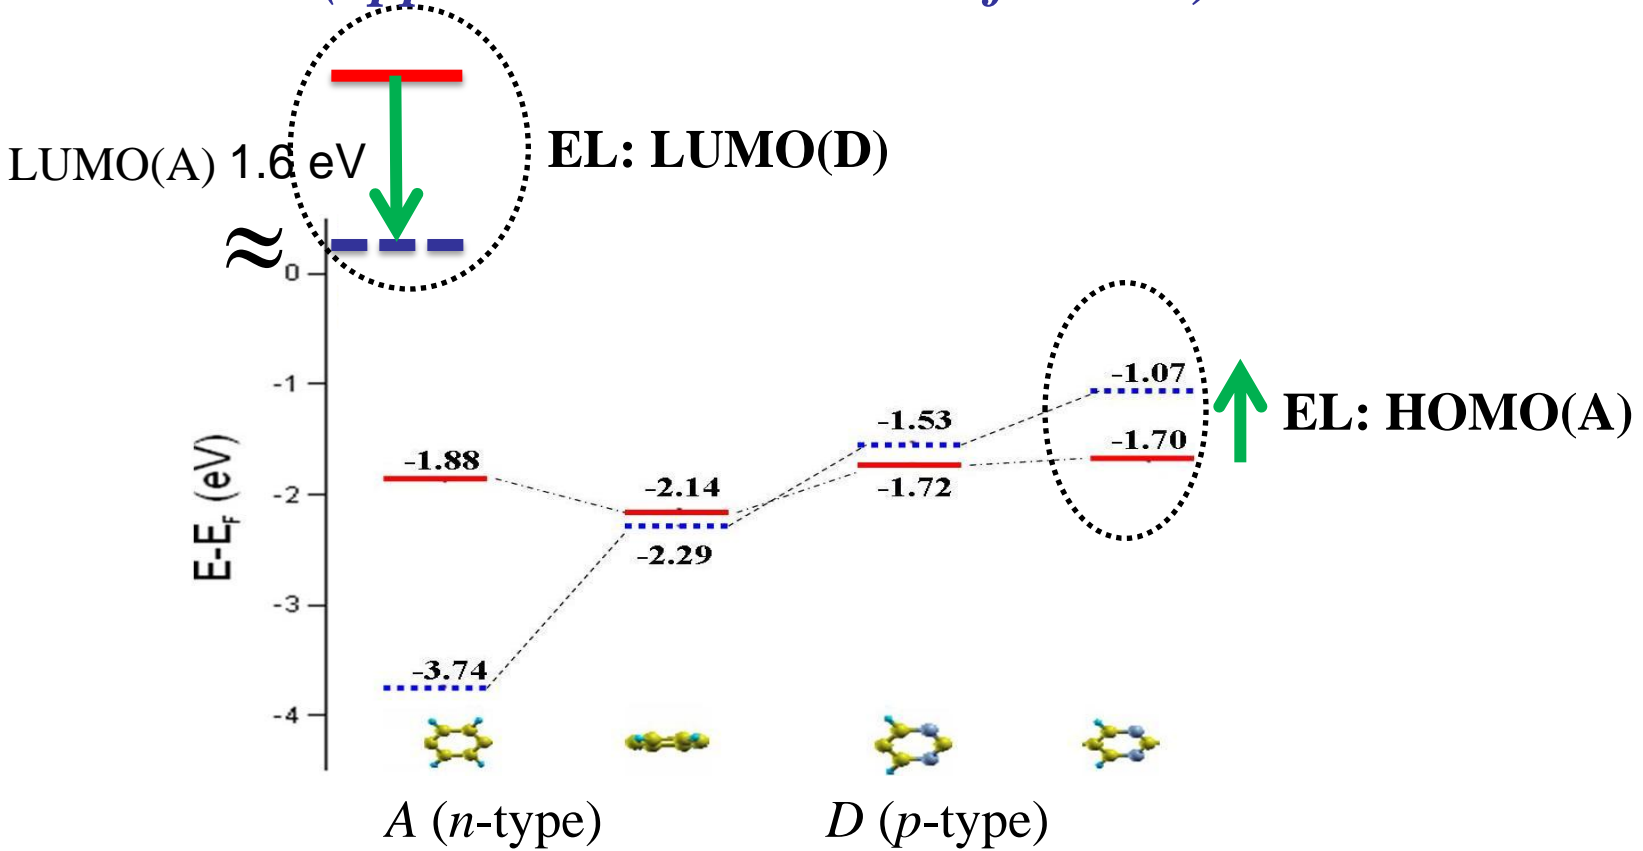 EL: LUMO(D)
LUMO(A) 1.6 eV
≈
0
-1.07
-1
EL: HOMO(A)
-1.53
-1.70
-1.88
-2.14
-1.72
-2
-2.29
E-EF (eV)
-3
-3.74
-4
A (n-type)
D (p-type)